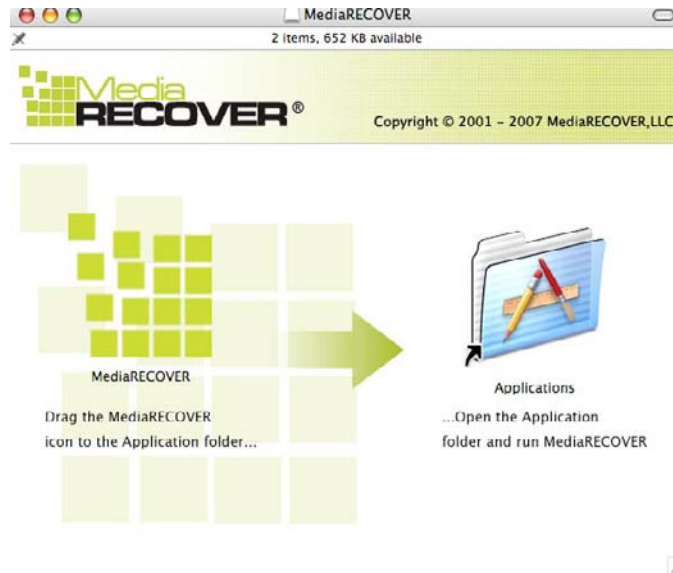 MediaRECOVER
2 items, 652 KB available
Media
RECOVER®
Copyright © 2001 – 2007 MediaRECOVER,LLC
MediaRECOVER
Applications
Drag the MediaRECOVER
icon to the Application folder...
...Open the Application
folder and run MediaRECOVER